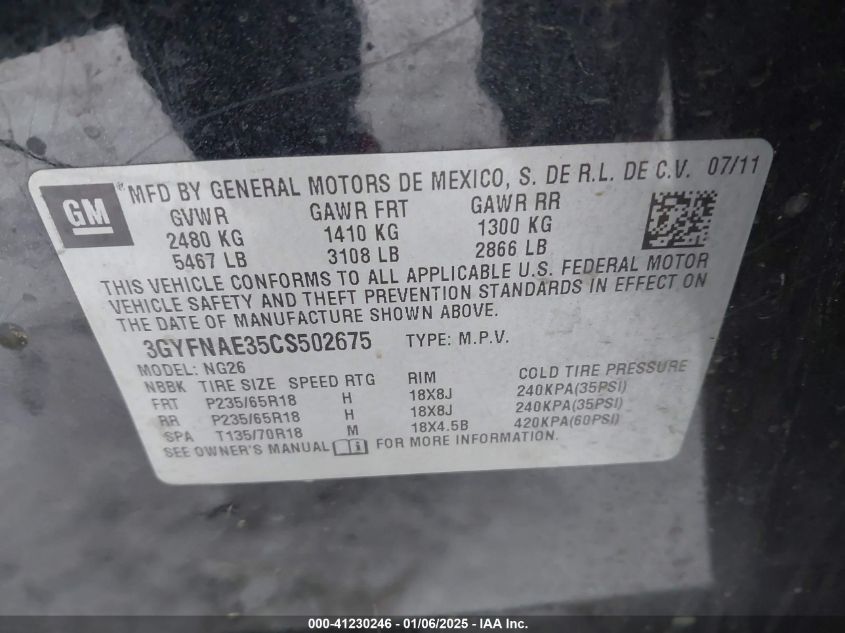 GM
MFD BY GENERAL MOTORS DE MEXICO, S. DE R.L. DE C.V. 07/11
GVWR GAWR FRT GAWR RR
2480 KG 1410 KG 1300 KG
5467 LB 3108 LB 2866 LB
THIS VEHICLE CONFORMS TO ALL APPLICABLE U.S. FEDERAL MOTOR
VEHICLE SAFETY AND THEFT PREVENTION STANDARDS IN EFFECT ON
THE DATE OF MANUFACTURE SHOWN ABOVE.
3GYFNAE35CS502675 TYPE: M.P.V.
MODEL: NG26
NBBK TIRE SIZE SPEED RTG RIM COLD TIRE PRESSURE
FRT P235/65R18 H 18X8J 240KPA(35PSI)
RR P235/65R18 H 18X8J 240KPA(35PSI)
SPA T135/70R18 M 18X4.5B 420KPA(60PSI)
SEE OWNER'S MANUAL FOR MORE INFORMATION.
000-41230246 - 01/06/2025 - IAA Inc.